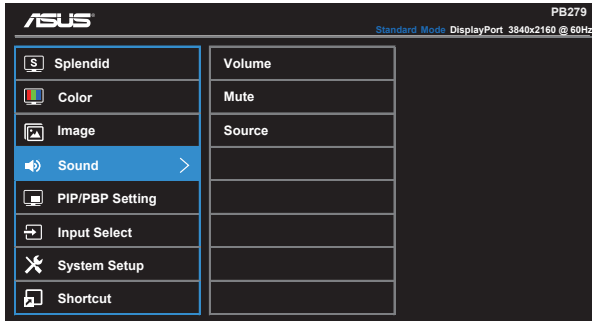 ASUS
PB279
Standard Mode DisplayPort 3840x2160 @ 60Hz
S Splendid
Color
Image
Sound
PIP/PBP Setting
Input Select
System Setup
Shortcut
Volume
Mute
Source